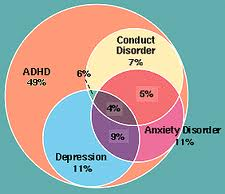 Conduct
Disorder
7%
ADHD
49%
6%
5%
4%
Anxiety Disorder
11%
9%
Depression
11%